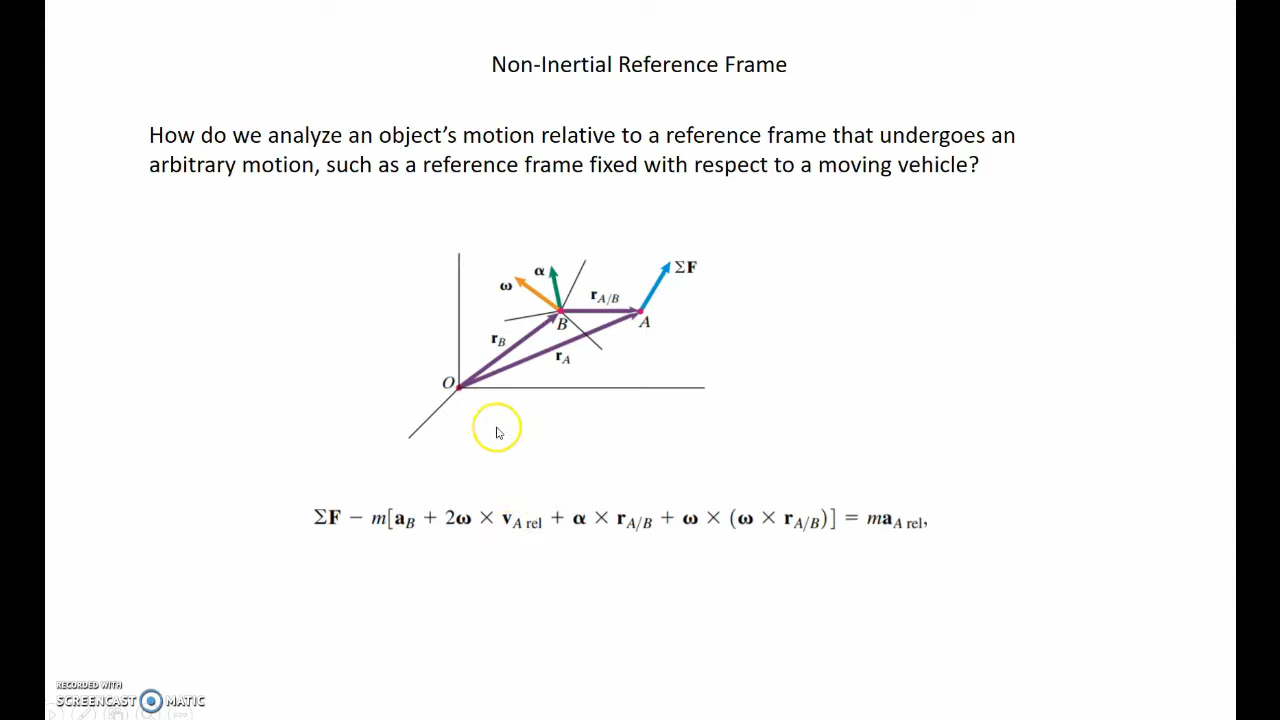 Non-Inertial Reference Frame
How do we analyze an object's motion relative to a reference frame that undergoes an
arbitrary motion, such as a reference frame fixed with respect to a moving vehicle?
α
ΣF
ω
r_{A/B}
B
A
r_B
r_A
O
ΣF − m[a_B + 2ω × v_{A rel} + α × r_{A/B} + ω × (ω × r_{A/B})] = ma_{A rel},
RECORDED WITH
SCREENCAST MATIC